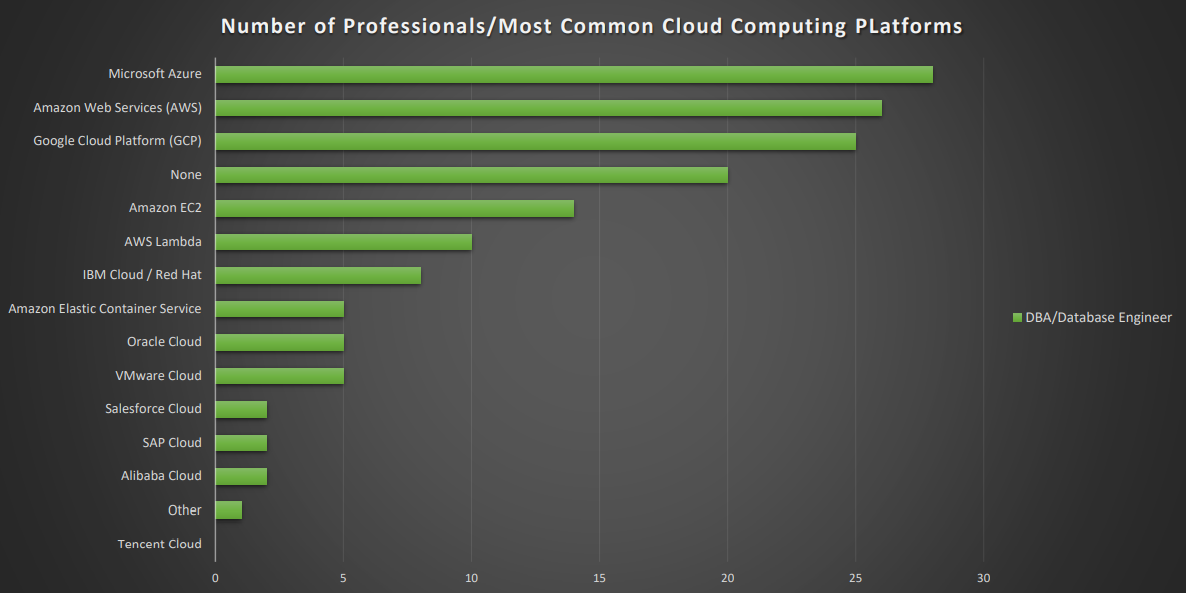 Number of Professionals/Most Common Cloud Computing PLatforms
Microsoft Azure
Amazon Web Services (AWS)
Google Cloud Platform (GCP)
None
Amazon EC2
AWS Lambda
IBM Cloud / Red Hat
Amazon Elastic Container Service
Oracle Cloud
VMware Cloud
Salesforce Cloud
SAP Cloud
Alibaba Cloud
Other
Tencent Cloud
0 5 10 15 20 25 30
DBA/Database Engineer